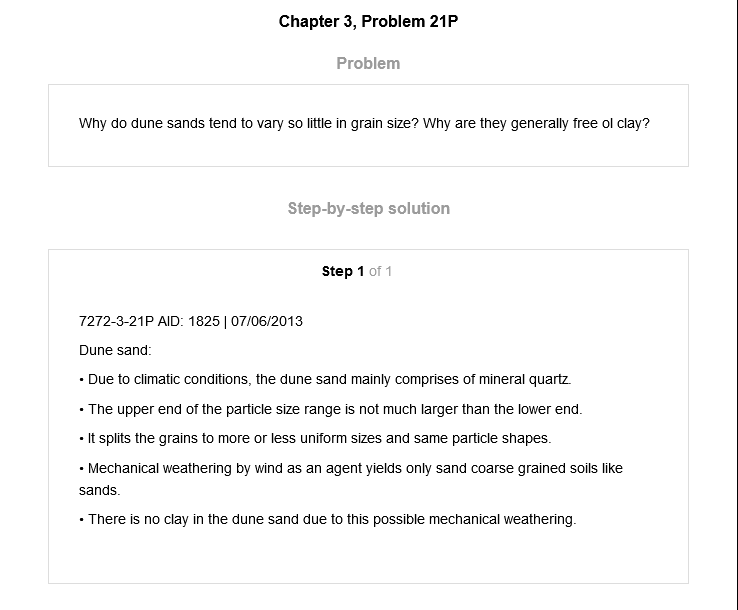 Chapter 3, Problem 21P
Problem
Why do dune sands tend to vary so little in grain size? Why are they generally free ol clay?
Step-by-step solution
Step 1 of 1
7272-3-21P AID: 1825 | 07/06/2013
Dune sand:
• Due to climatic conditions, the dune sand mainly comprises of mineral quartz.
• The upper end of the particle size range is not much larger than the lower end.
• It splits the grains to more or less uniform sizes and same particle shapes.
• Mechanical weathering by wind as an agent yields only sand coarse grained soils like
sands.
• There is no clay in the dune sand due to this possible mechanical weathering.